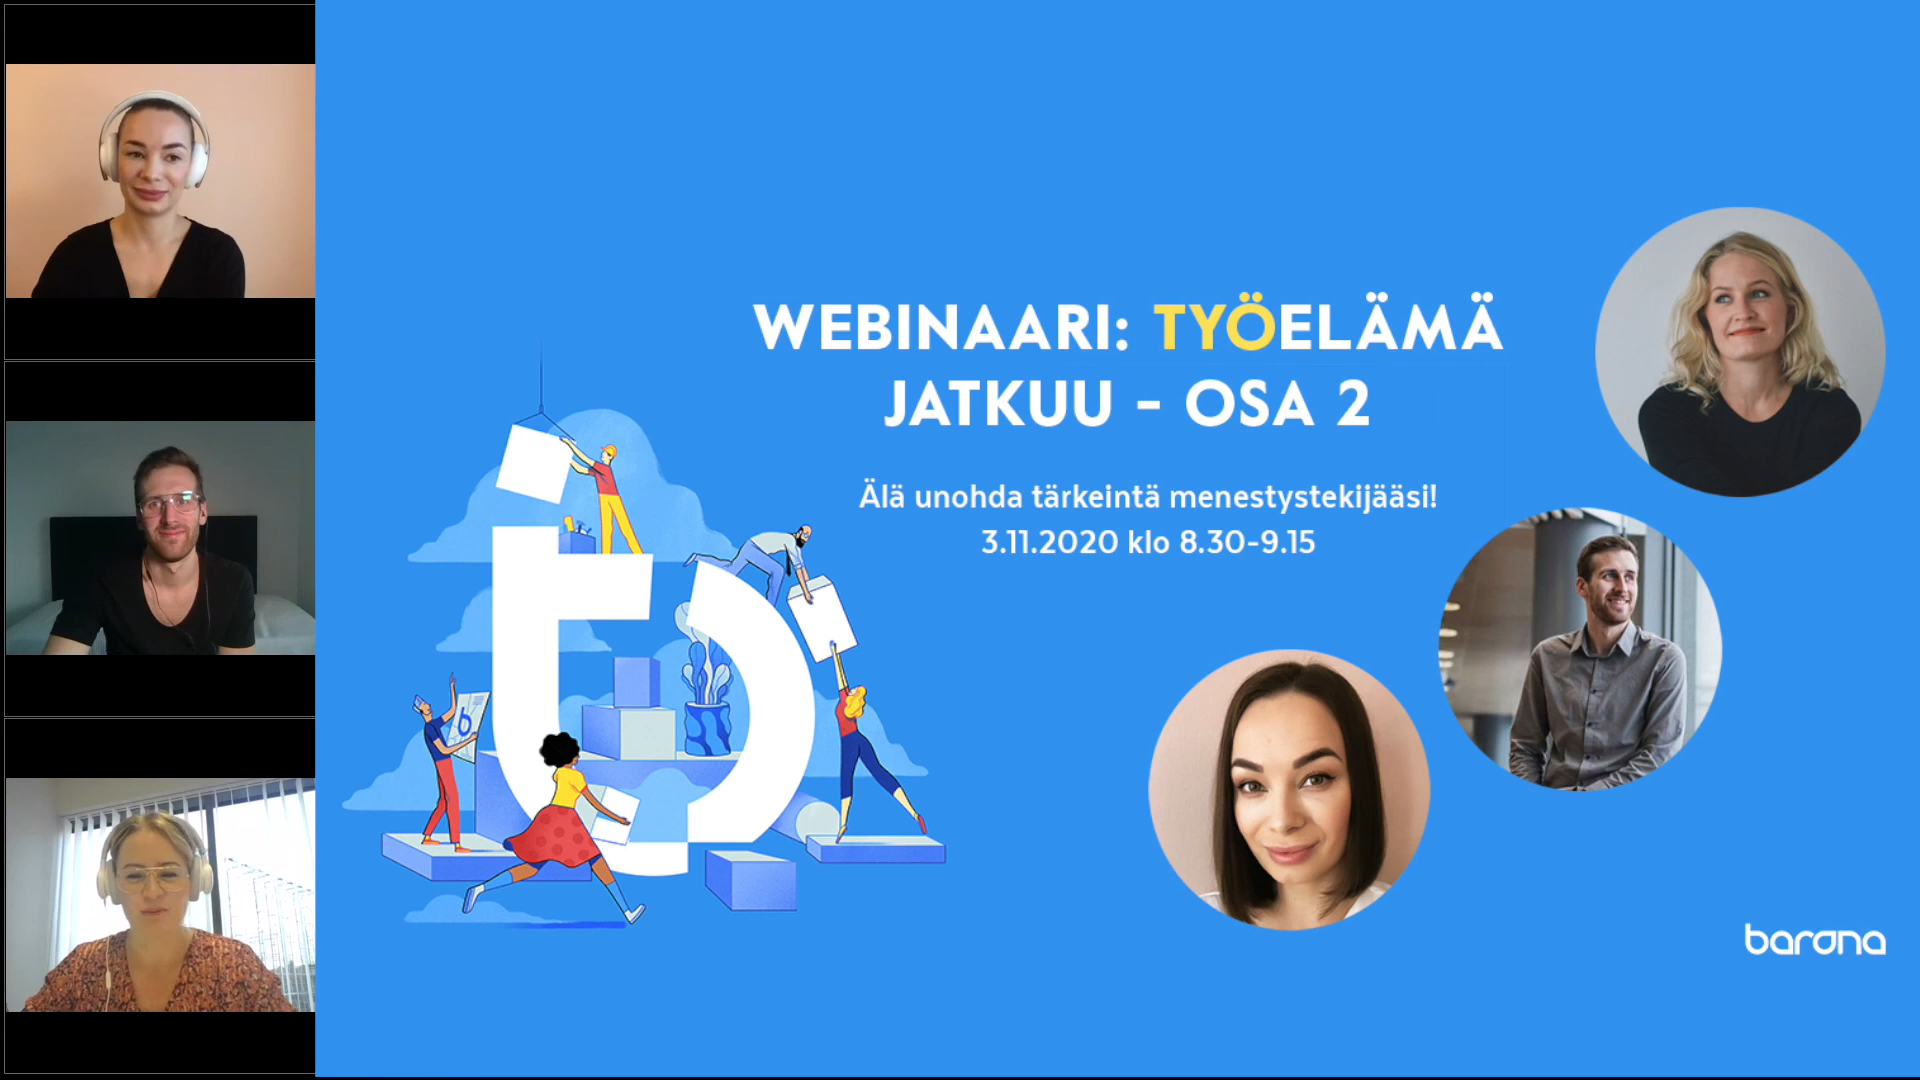 WEBINAARI: TYÖELÄMÄ
JATKUU - OSA 2
Älä unohda tärkeintä menestystekijääsi!
3.11.2020 klo 8.30-9.15
b
barona